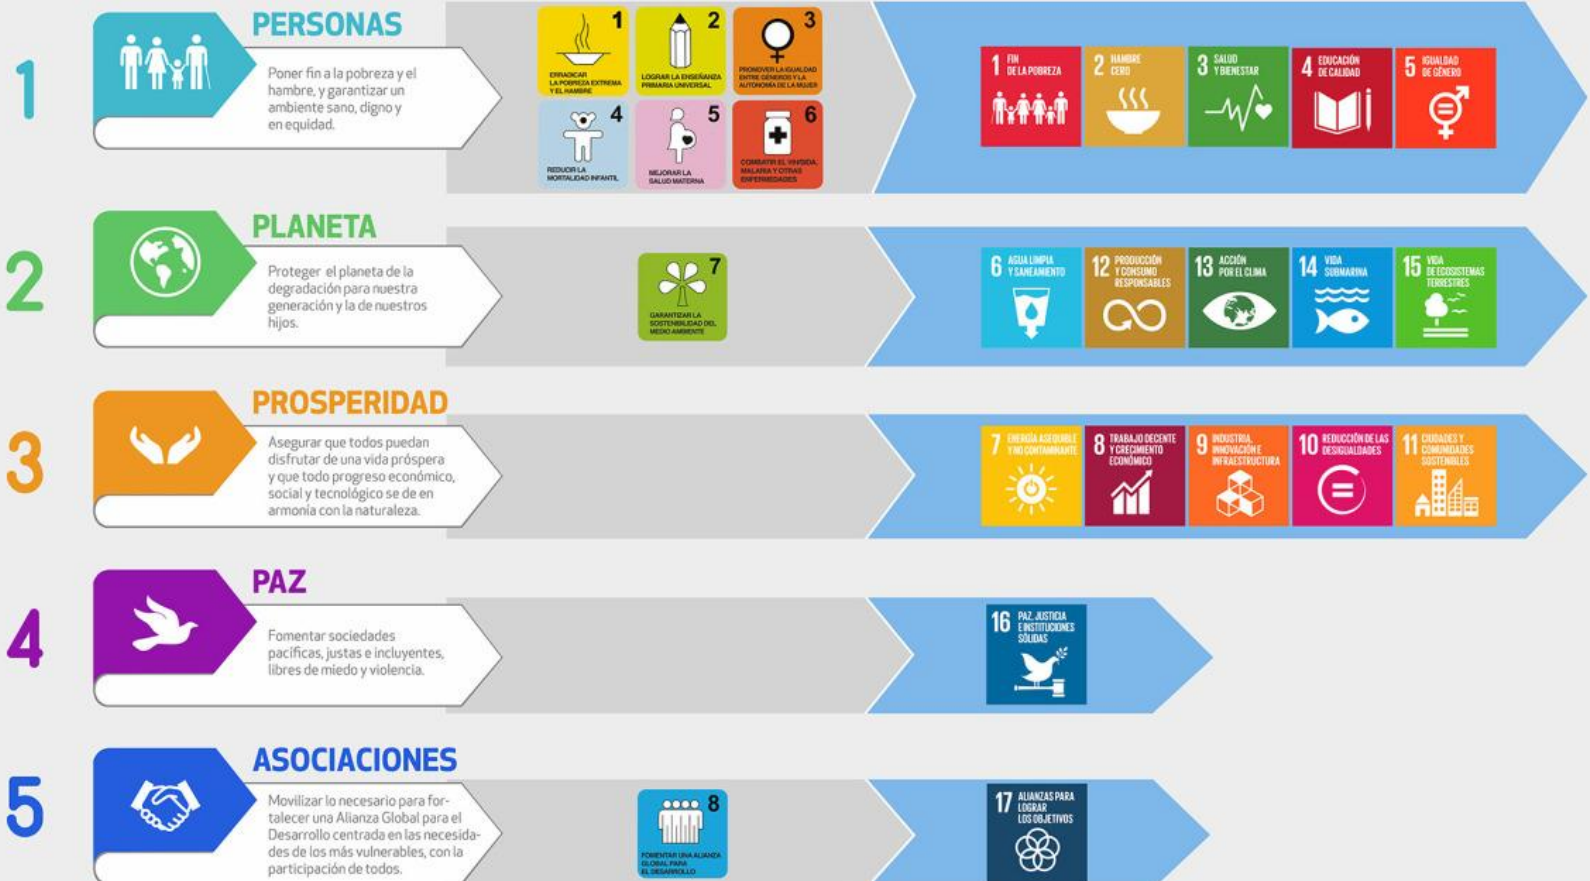 1
PERSONAS
Poner fin a la pobreza y el
hambre, y garantizar un
ambiente sano, digno y
en equidad.
1
ERRADICAR
LA POBREZA EXTREMA
Y EL HAMBRE
2
LOGRAR LA ENSEÑANZA
PRIMARIA UNIVERSAL
3
PROMOVER LA IGUALDAD
ENTRE GÉNEROS Y LA
AUTONOMÍA DE LA MUJER
4
REDUCIR LA
MORTALIDAD INFANTIL
5
MEJORAR LA
SALUD MATERNA
6
COMBATIR EL VIH/SIDA,
MALARIA Y OTRAS
ENFERMEDADES
1 FIN
DE LA POBREZA
2 HAMBRE
CERO
3 SALUD
Y BIENESTAR
4 EDUCACIÓN
DE CALIDAD
5 IGUALDAD
DE GÉNERO
2
PLANETA
Proteger el planeta de la
degradación para nuestra
generación y la de nuestros
hijos.
7
GARANTIZAR LA
SOSTENIBILIDAD DEL
MEDIO AMBIENTE
6 AGUA LIMPIA
Y SANEAMIENTO
12 PRODUCCIÓN
Y CONSUMO
RESPONSABLES
13 ACCIÓN
POR EL CLIMA
14 VIDA
SUBMARINA
15 VIDA
DE ECOSISTEMAS
TERRESTRES
3
PROSPERIDAD
Asegurar que todos puedan
disfrutar de una vida próspera
y que todo progreso económico,
social y tecnológico se de en
armonía con la naturaleza.
7 ENERGÍA ASEQUIBLE
Y NO CONTAMINANTE
8 TRABAJO DECENTE
Y CRECIMIENTO
ECONÓMICO
9 INDUSTRIA,
INNOVACIÓN E
INFRAESTRUCTURA
10 REDUCCIÓN DE LAS
DESIGUALDADES
11 CIUDADES Y
COMUNIDADES
SOSTENIBLES
4
PAZ
Fomentar sociedades
pacíficas, justas e incluyentes,
libres de miedo y violencia.
16 PAZ, JUSTICIA
E INSTITUCIONES
SÓLIDAS
5
ASOCIACIONES
Movilizar lo necesario para for-
talecer una Alianza Global para el
Desarrollo centrada en las necesida-
des de los más vulnerables, con la
participación de todos.
8
FOMENTAR UNA ALIANZA
GLOBAL PARA
EL DESARROLLO
17 ALIANZAS PARA
LOGRAR
LOS OBJETIVOS